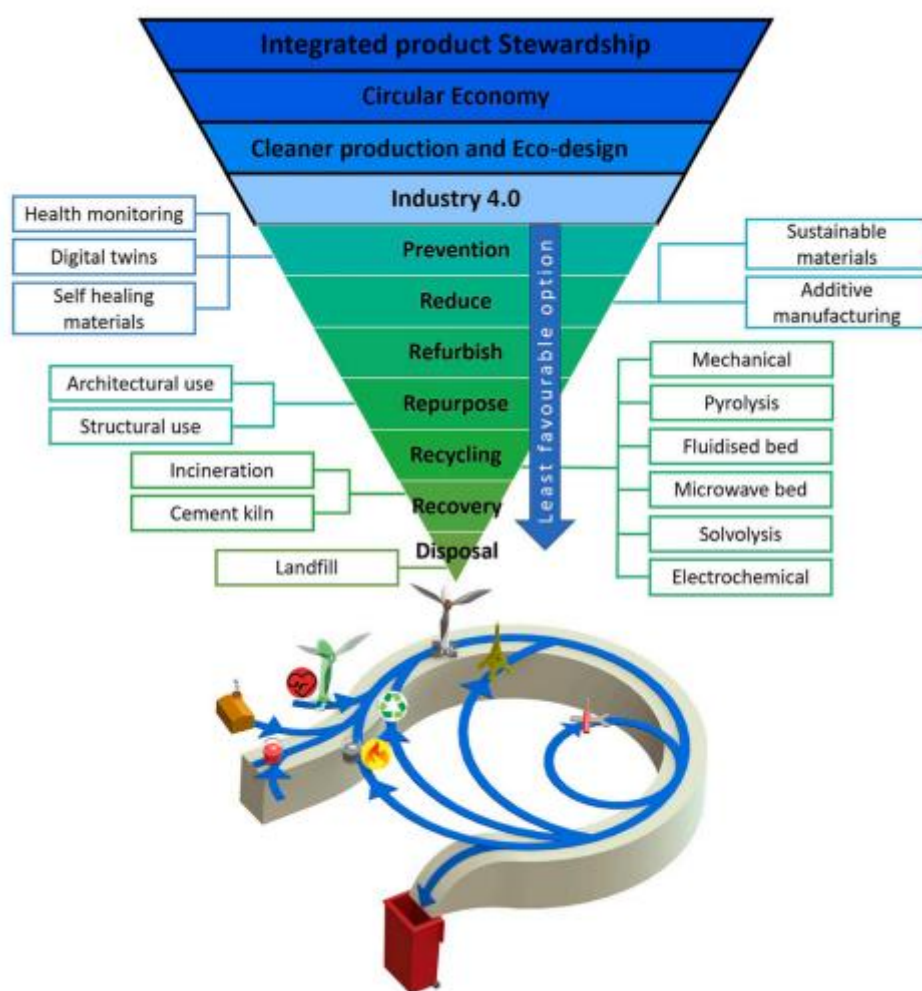 Integrated product Stewardship
Circular Economy
Cleaner production and Eco-design
Industry 4.0
Health monitoring
Digital twins
Self healing
materials
Prevention
Reduce
Refurbish
Repurpose
Recycling
Recovery
Disposal
Least favourable option
Sustainable
materials
Additive
manufacturing
Architectural use
Structural use
Incineration
Cement kiln
Landfill
Mechanical
Pyrolysis
Fluidised bed
Microwave bed
Solvolysis
Electrochemical